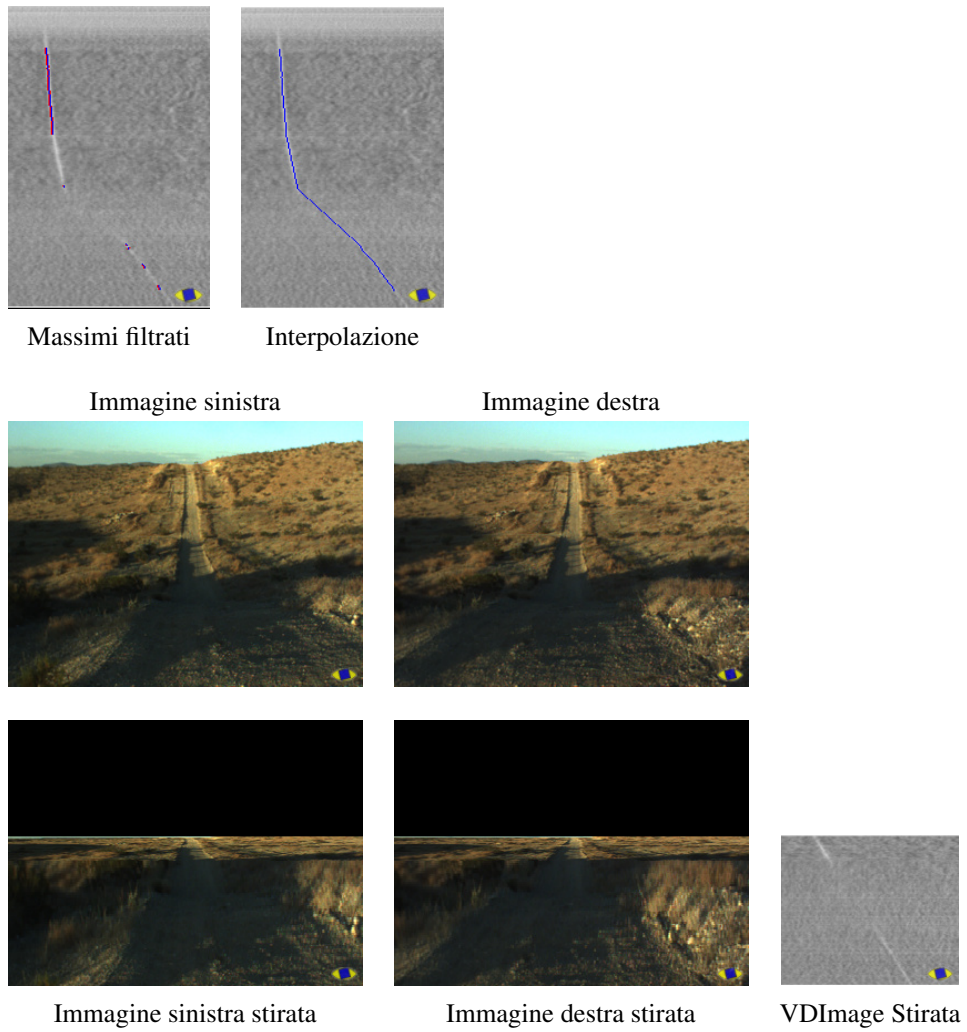 Massimi filtrati
Interpolazione
Immagine sinistra
Immagine destra
Immagine sinistra stirata
Immagine destra stirata
VDImage Stirata